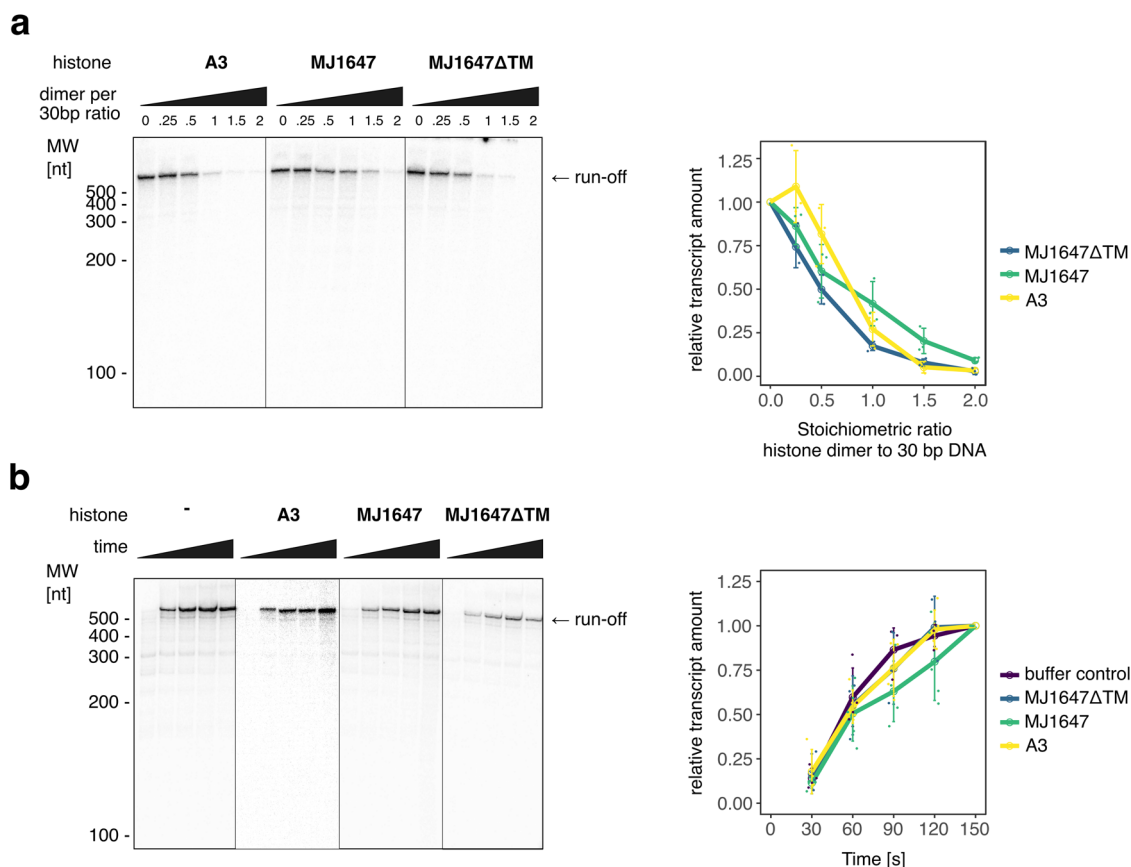 a
histone A3 MJ1647 MJ1647ΔTM
dimer per
30bp ratio
0 .25 .5 1 1.5 2 0 .25 .5 1 1.5 2 0 .25 .5 1 1.5 2
MW
[nt]
500 -
400 -
300 -
200 -
100 -
← run-off
relative transcript amount
1.25
1.00
0.75
0.50
0.25
0.00
0.0 0.5 1.0 1.5 2.0
Stoichiometric ratio
histone dimer to 30 bp DNA
MJ1647ΔTM
MJ1647
A3
b
histone - A3 MJ1647 MJ1647ΔTM
time
MW
[nt]
500 -
400 -
300 -
200 -
100 -
← run-off
relative transcript amount
1.25
1.00
0.75
0.50
0.25
0.00
0 30 60 90 120 150
Time [s]
buffer control
MJ1647ΔTM
MJ1647
A3